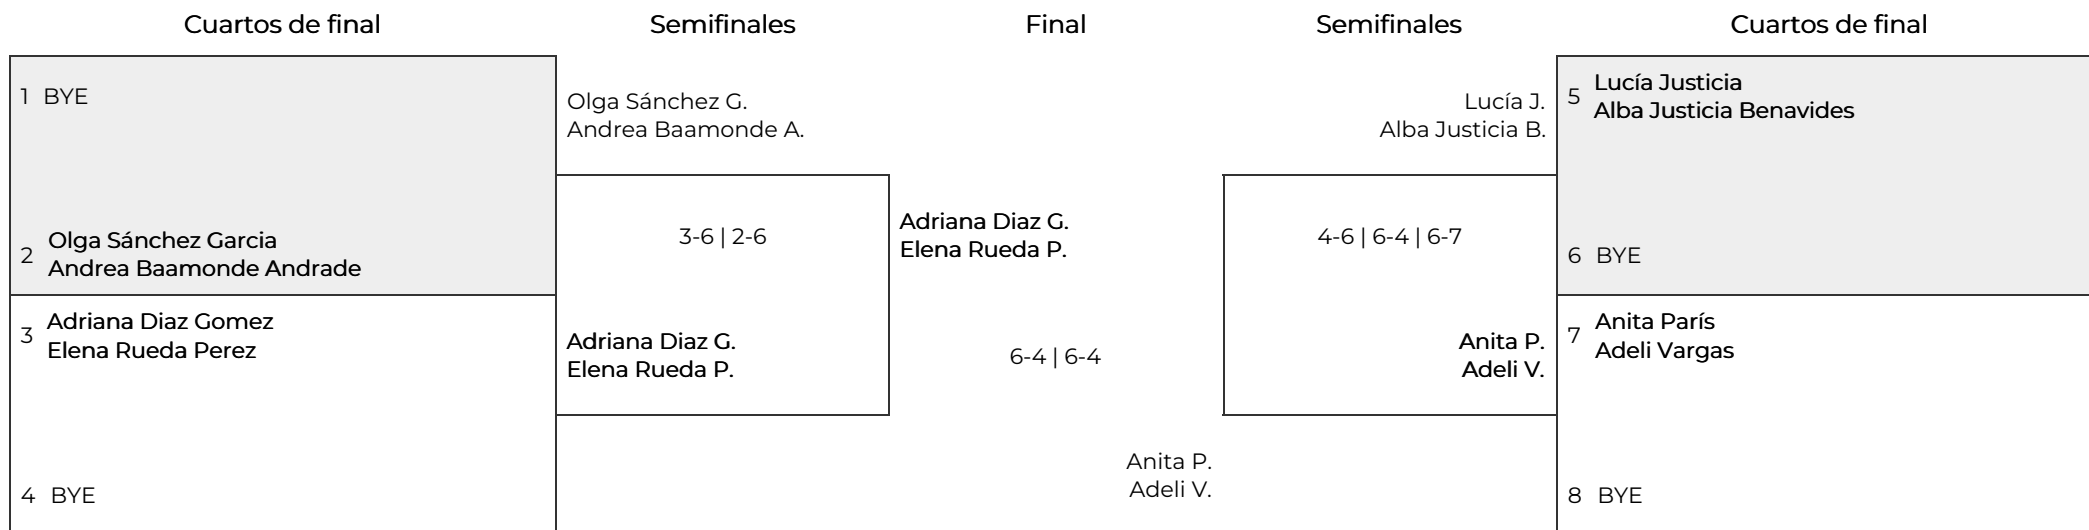 Cuartos de final
Semifinales
Final
Semifinales
Cuartos de final
1 BYE
2 Olga Sánchez Garcia
Andrea Baamonde Andrade
3 Adriana Diaz Gomez
Elena Rueda Perez
4 BYE
Olga Sánchez G.
Andrea Baamonde A.
3-6 | 2-6
Adriana Diaz G.
Elena Rueda P.
Adriana Diaz G.
Elena Rueda P.
6-4 | 6-4
Anita P.
Adeli V.
Lucía J.
Alba Justicia B.
4-6 | 6-4 | 6-7
Anita P.
Adeli V.
5 Lucía Justicia
Alba Justicia Benavides
6 BYE
7 Anita París
Adeli Vargas
8 BYE